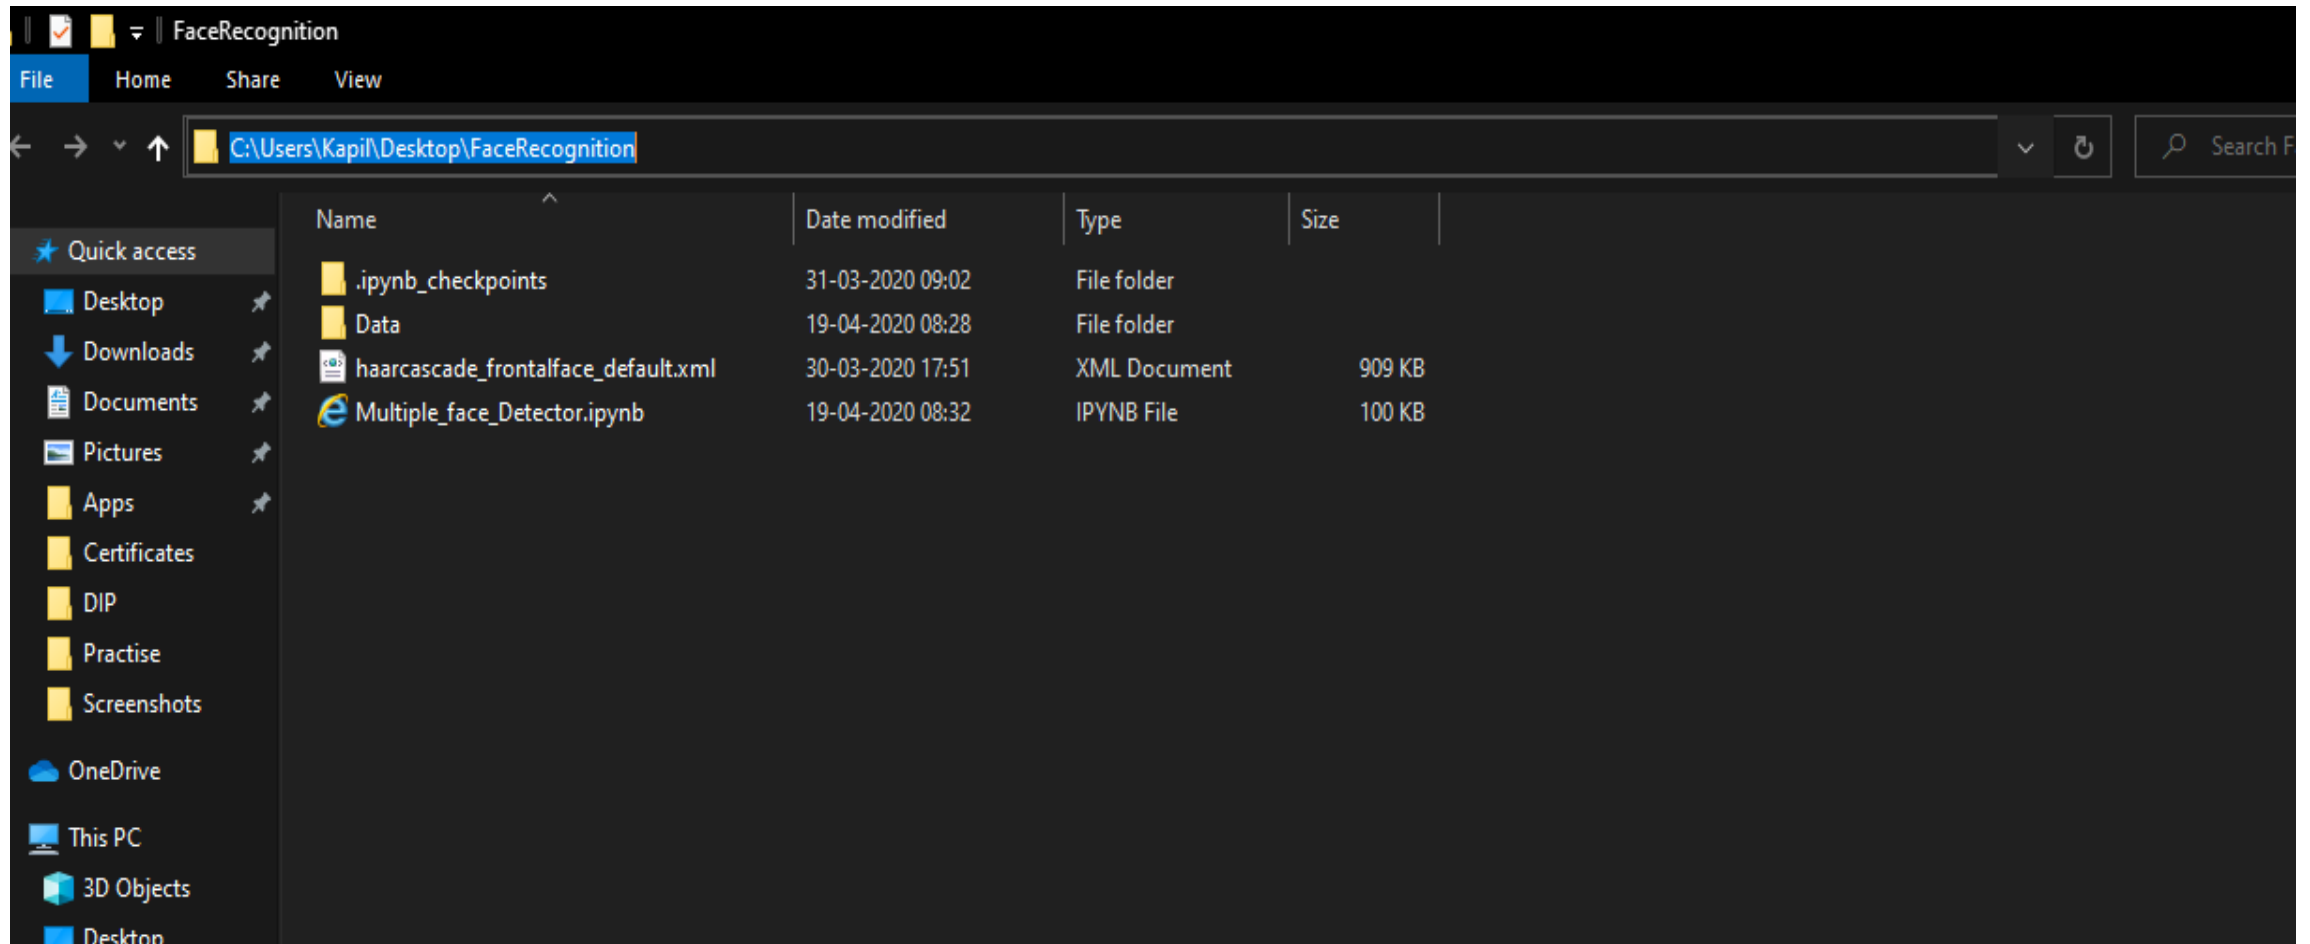 FaceRecognition
File Home Share View
C:\Users\Kapil\Desktop\FaceRecognition
Search F
Name Date modified Type Size
Quick access
.ipynb_checkpoints 31-03-2020 09:02 File folder
Desktop
Data 19-04-2020 08:28 File folder
Downloads
haarcascade_frontalface_default.xml 30-03-2020 17:51 XML Document 909 KB
Documents
Multiple_face_Detector.ipynb 19-04-2020 08:32 IPYNB File 100 KB
Pictures
Apps
Certificates
DIP
Practise
Screenshots
OneDrive
This PC
3D Objects
Desktop